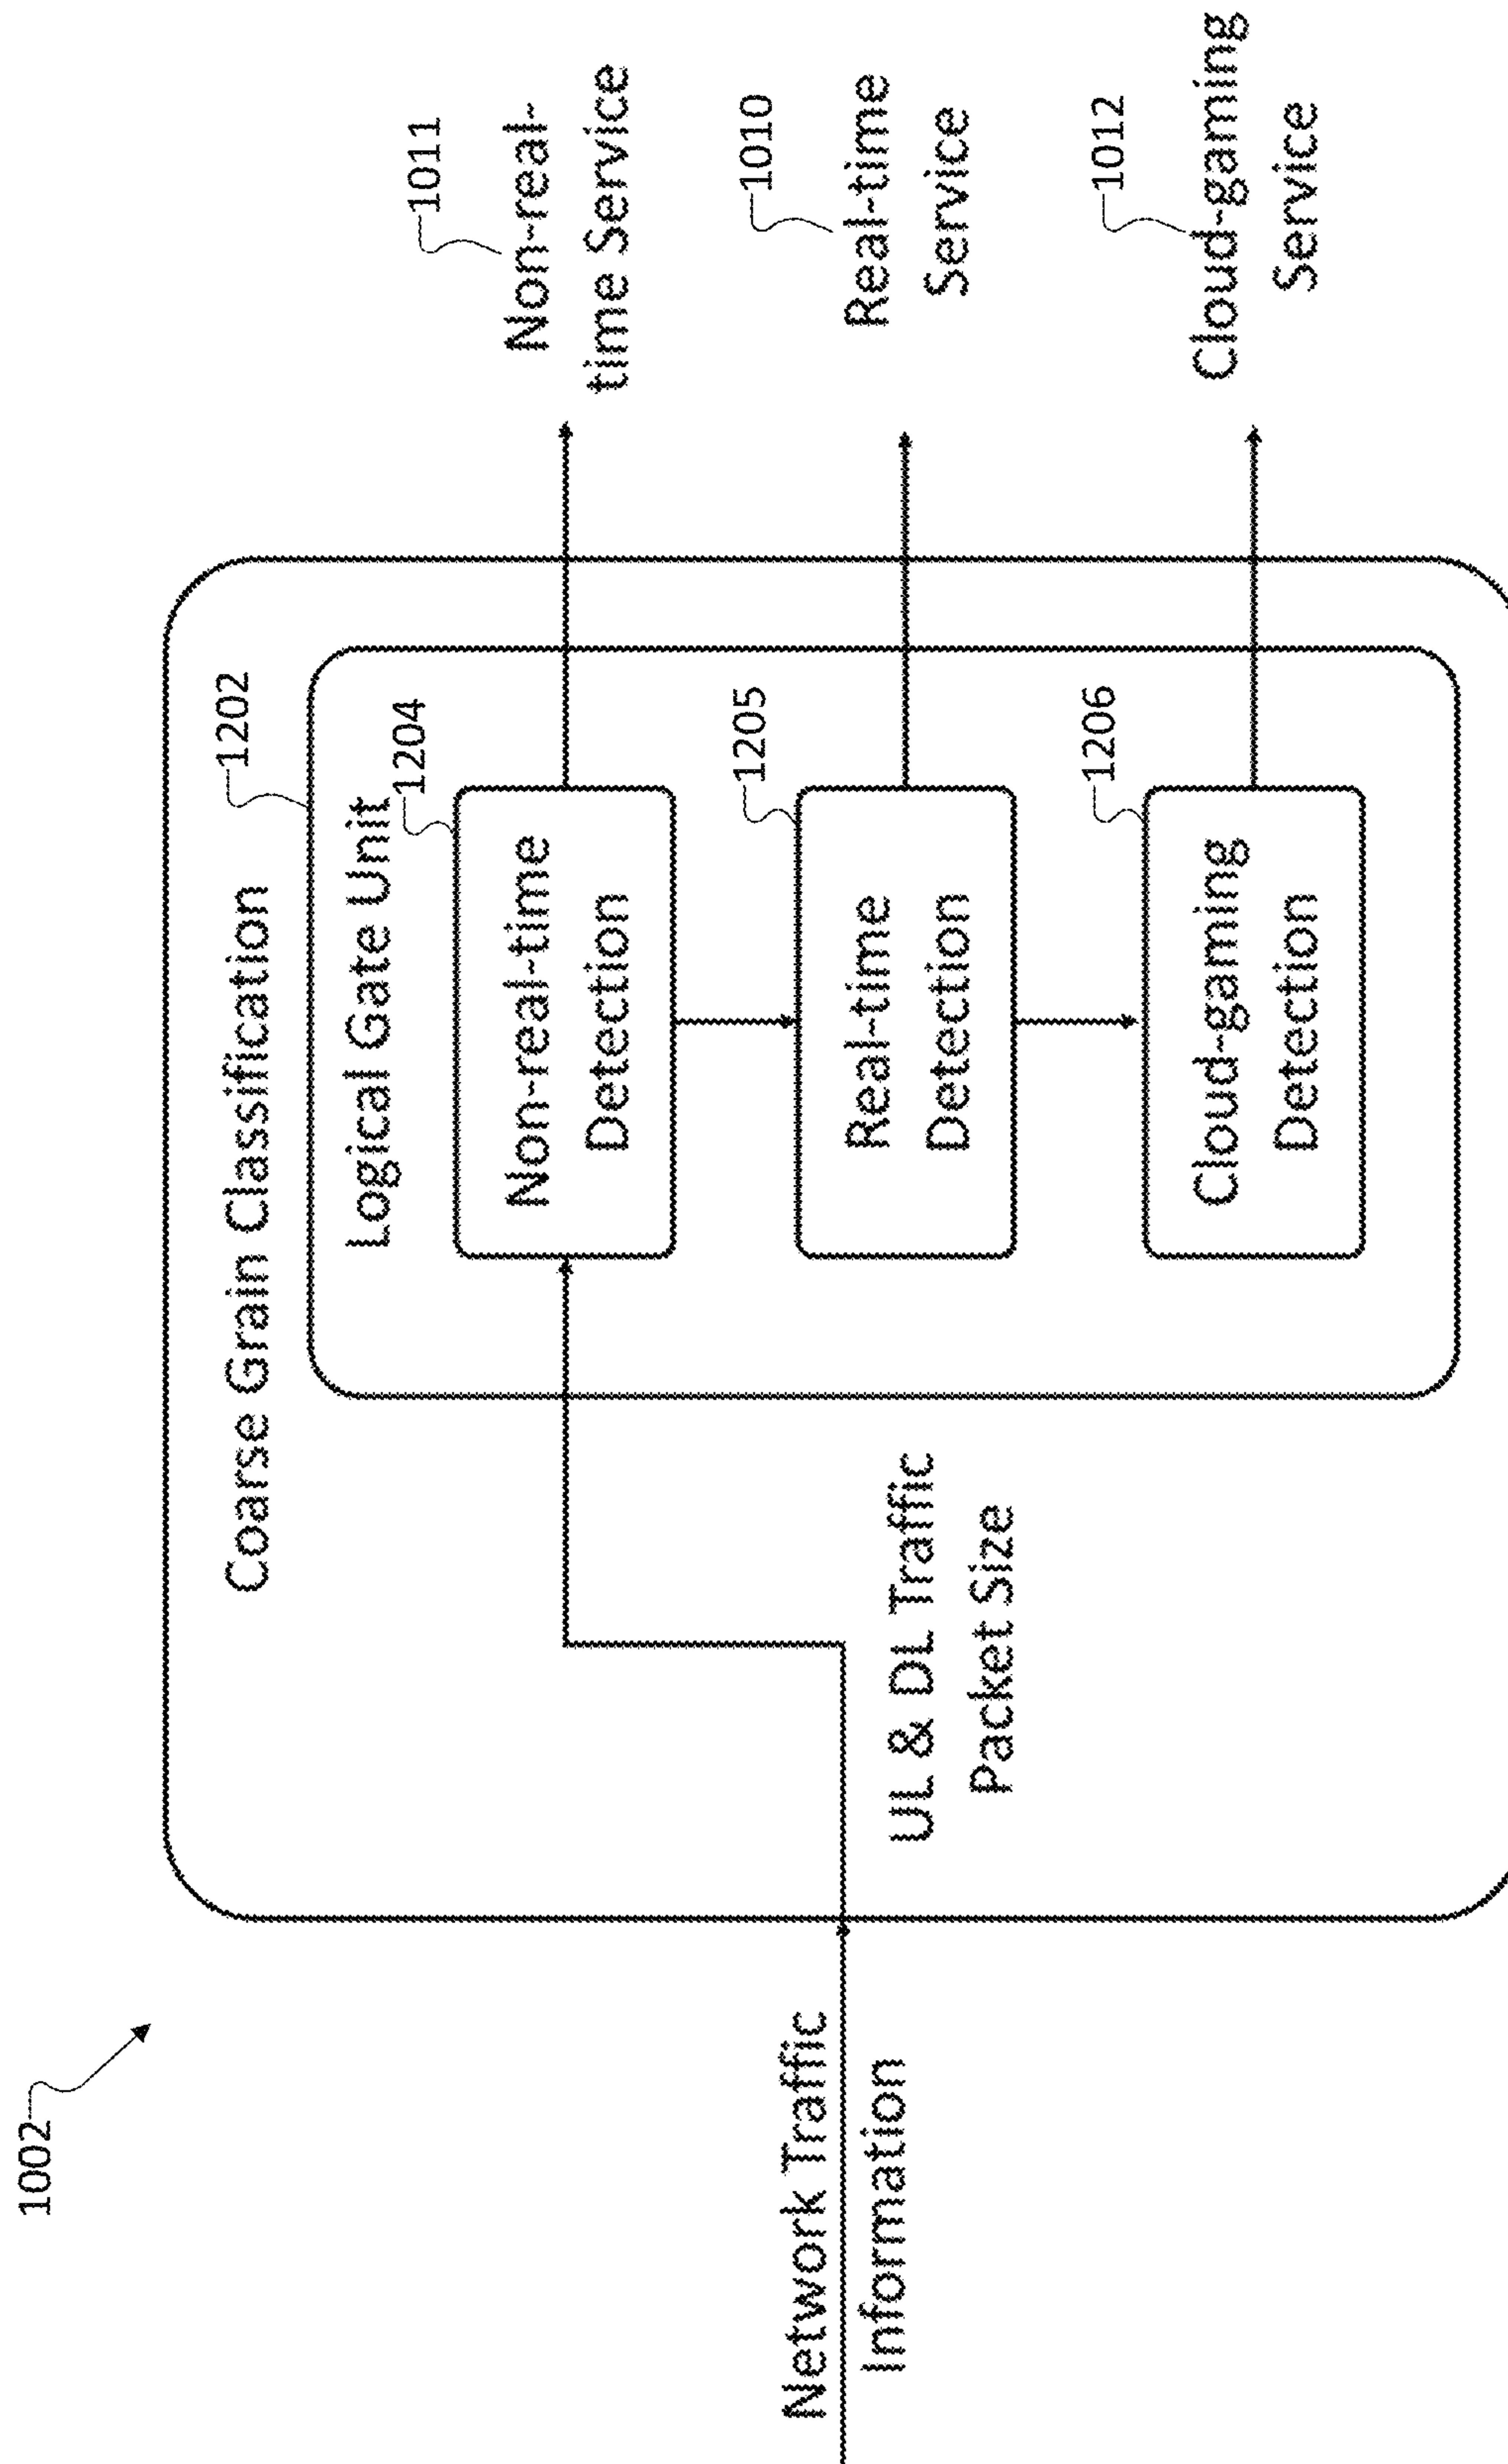 1002
Coarse Grain Classification
1202
Logical Gate Unit
Network Traffic
Information
UL & DL Traffic
Packet Size
1204
Non-real-time
Detection
1011
Non-real-
time Service
1205
Real-time
Detection
1010
Real-time
Service
1206
Cloud-gaming
Detection
1012
Cloud-gaming
Service